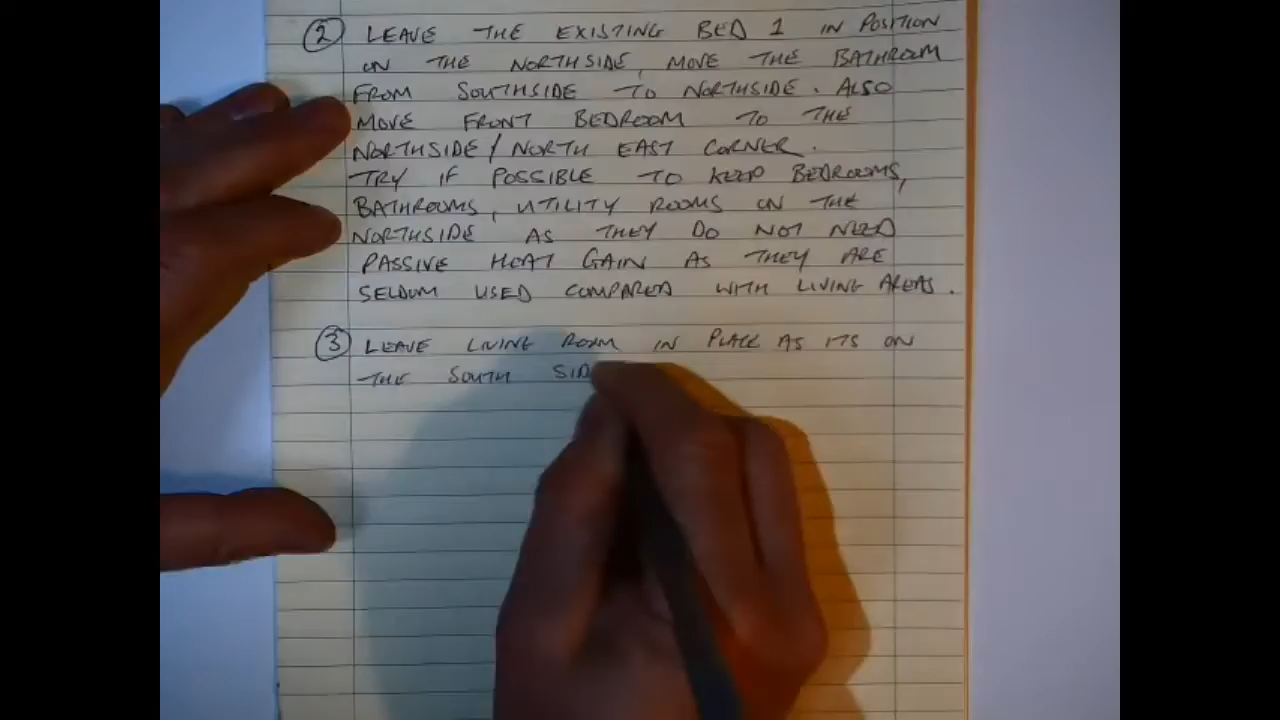 ② LEAVE THE EXISTING BED 1 IN POSITION
ON THE NORTHSIDE, MOVE THE BATHROOM
FROM SOUTHSIDE TO NORTHSIDE. ALSO
MOVE FRONT BEDROOM TO THE
NORTHSIDE/NORTH EAST CORNER.
TRY IF POSSIBLE TO KEEP BEDROOMS,
BATHROOMS, UTILITY ROOMS ON THE
NORTHSIDE AS THEY DO NOT NEED
PASSIVE HEAT GAIN AS THEY ARE
SELDOM USED COMPARED WITH LIVING AREAS.
③ LEAVE LIVING ROOM IN PLACE AS ITS ON
THE SOUTH SID